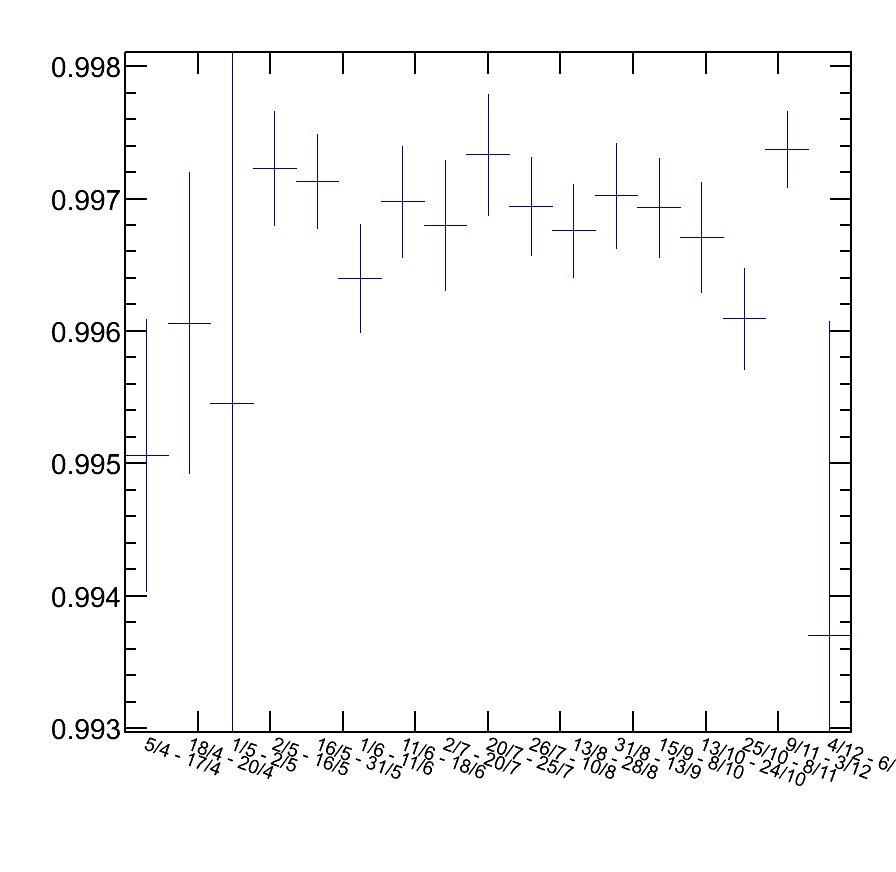 0.998
0.997
0.996
0.995
0.994
0.993
5/4 - 17/4
18/4 - 20/4
1/5 - 2/5
2/5 - 16/5
16/5 - 31/5
1/6 - 11/6
11/6 - 18/6
2/7 - 20/7
20/7 - 25/7
26/7 - 10/8
13/8 - 28/8
31/8 - 13/9
15/9 - 8/10
13/10 - 24/10
25/10 - 8/11
9/11 - 3/12
4/12 - 6/